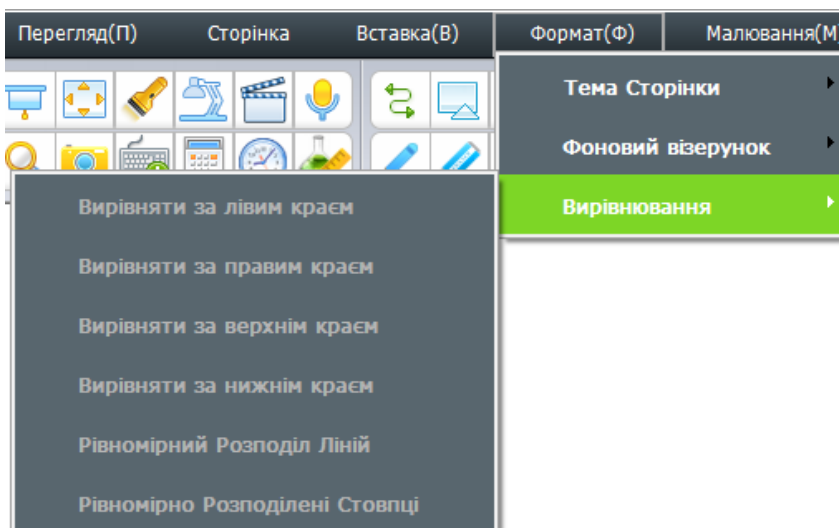 Перегляд(П) Сторінка Вставка(В) Формат(Ф) Малювання(М
Тема Сторінки
Фоновий візерунок
Вирівнювання
Вирівняти за лівим краєм
Вирівняти за правим краєм
Вирівняти за верхнім краєм
Вирівняти за нижнім краєм
Рівномірний Розподіл Ліній
Рівномірно Розподілені Стовпці